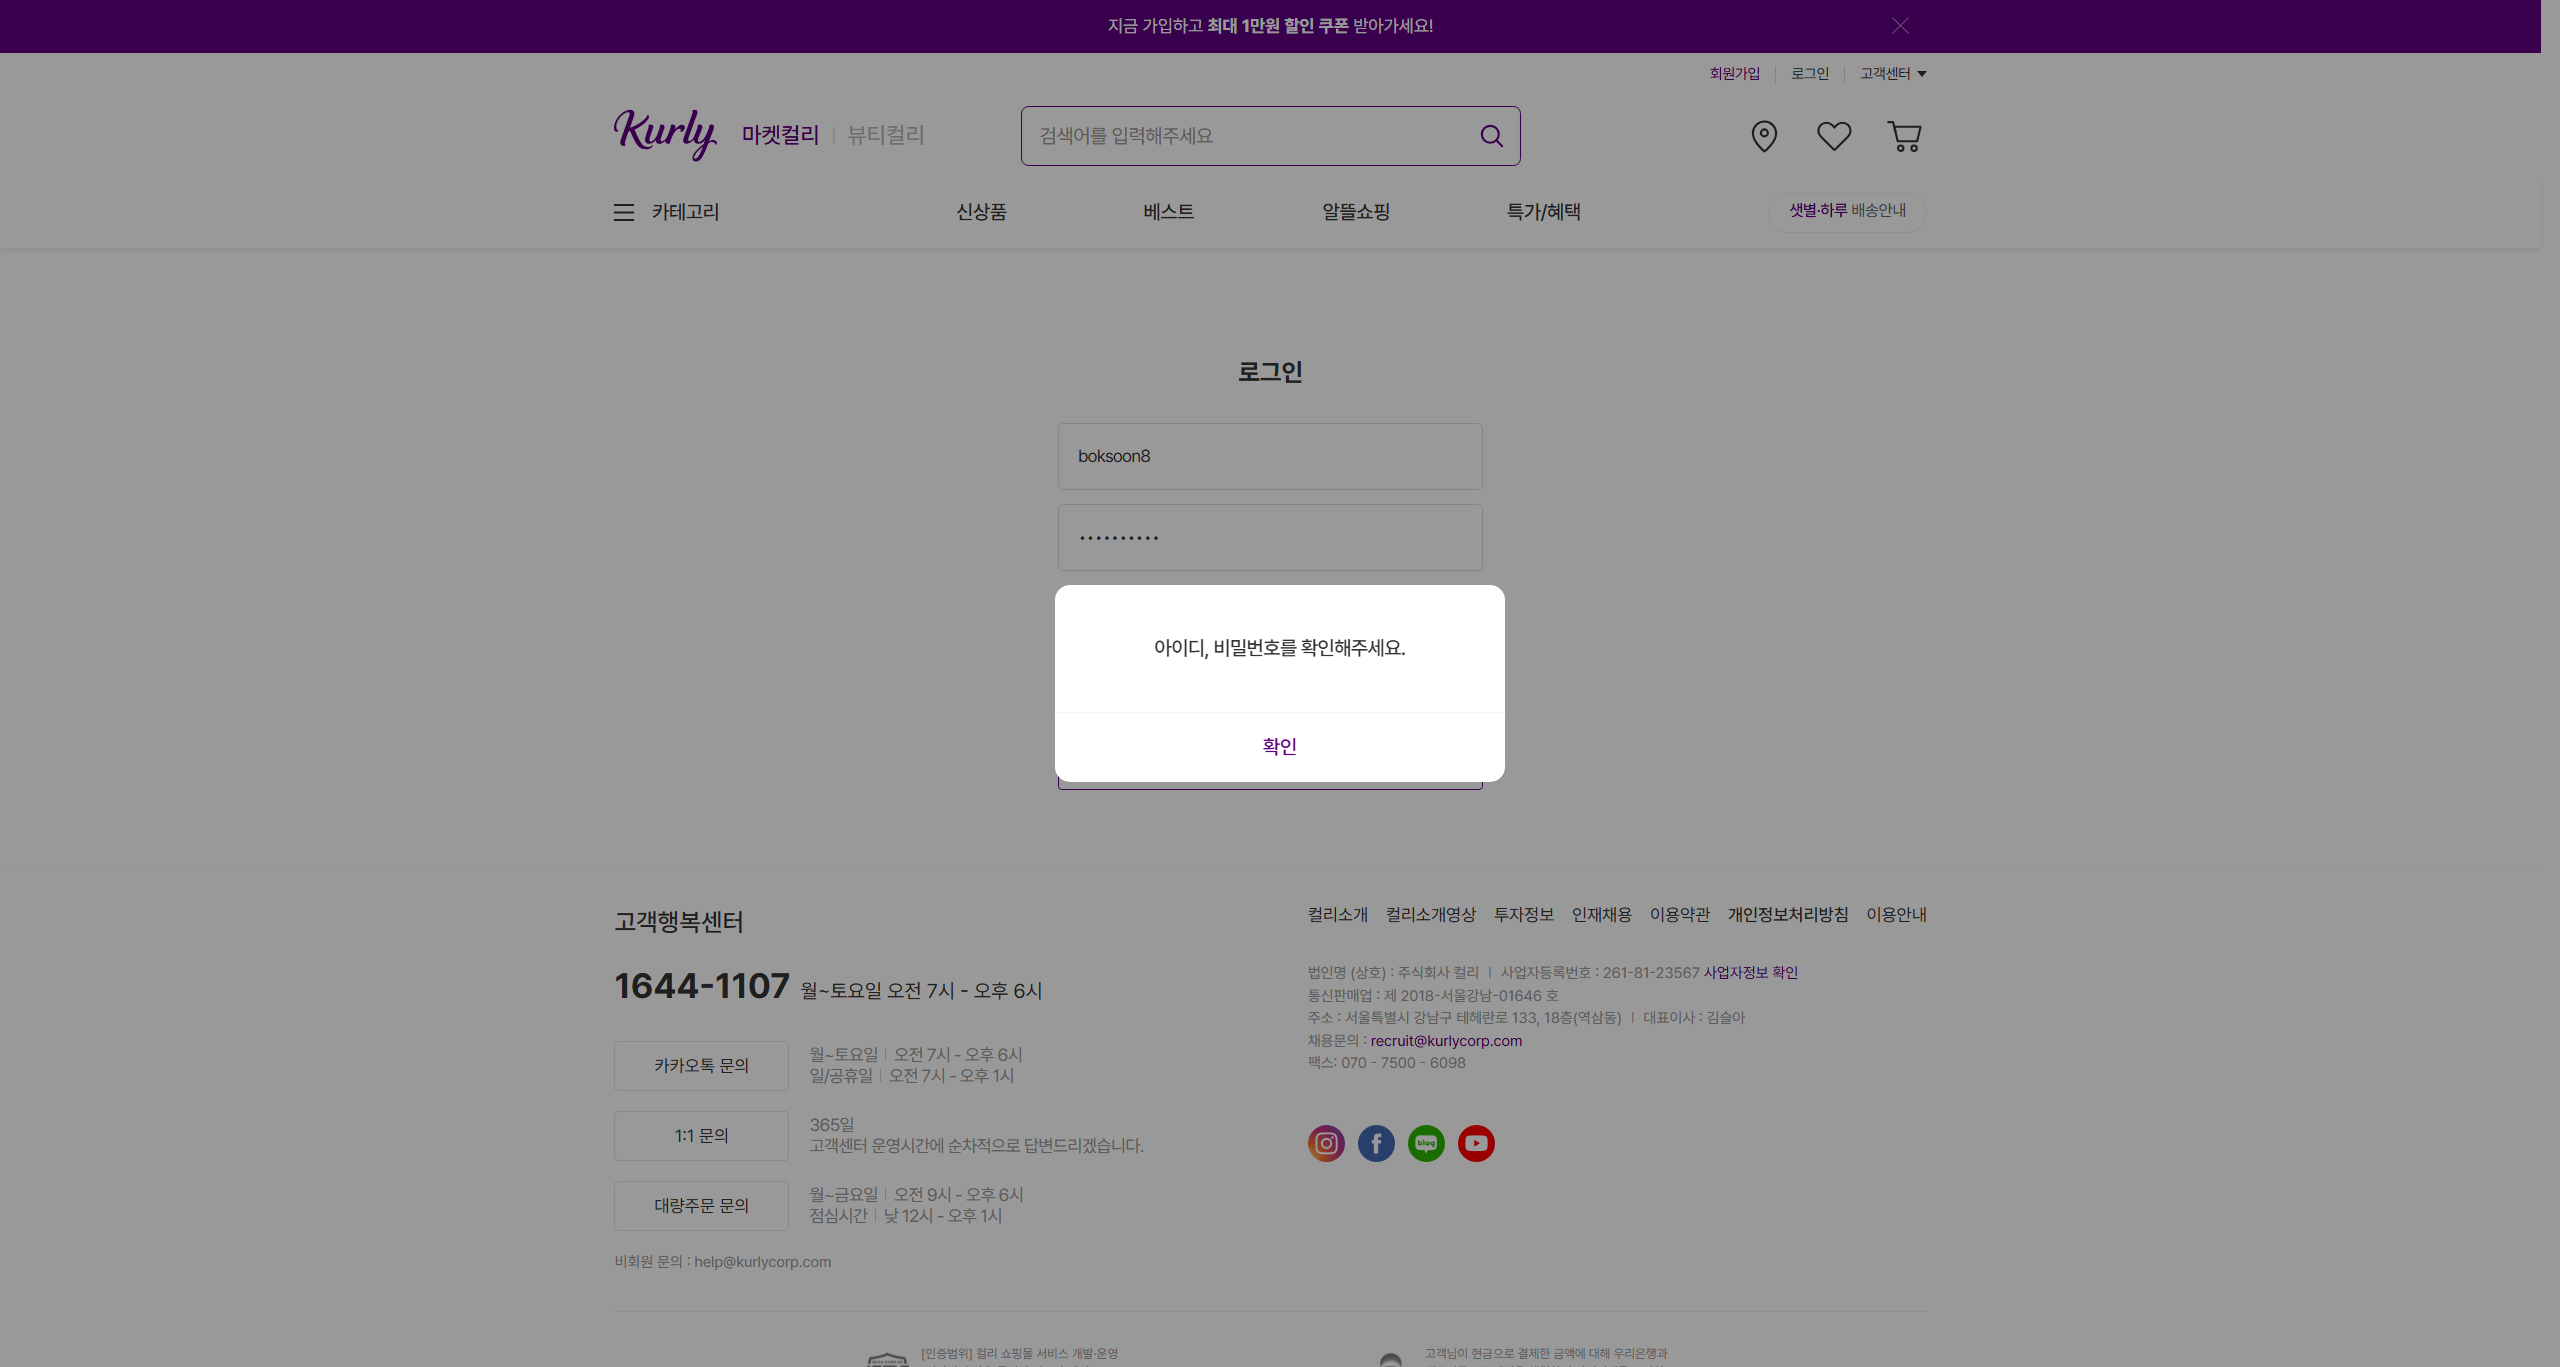 지금 가입하고 최대 1만원 할인 쿠폰 받아가세요!
회원가입 로그인 고객센터
Kurly 마켓컬리 뷰티컬리 검색어를 입력해주세요
카테고리 신상품 베스트 알뜰쇼핑 특가/혜택 샛별·하루 배송안내
로그인
boksoon8
••••••••••
아이디, 비밀번호를 확인해주세요.
확인
고객행복센터
1644-1107 월~토요일 오전 7시 - 오후 6시
카카오톡 문의
월~토요일 | 오전 7시 - 오후 6시
일/공휴일 | 오전 7시 - 오후 1시
1:1 문의
365일
고객센터 운영시간에 순차적으로 답변드리겠습니다.
대량주문 문의
월~금요일 | 오전 9시 - 오후 6시
점심시간 | 낮 12시 - 오후 1시
비회원 문의 : help@kurlycorp.com
컬리소개 컬리소개영상 투자정보 인재채용 이용약관 개인정보처리방침 이용안내
법인명 (상호) : 주식회사 컬리 | 사업자등록번호 : 261-81-23567 사업자정보 확인
통신판매업 : 제 2018-서울강남-01646 호
주소 : 서울특별시 강남구 테헤란로 133, 18층(역삼동) | 대표이사 : 김슬아
채용문의 : recruit@kurlycorp.com
팩스: 070 - 7500 - 6098
blog
[인증범위] 컬리 쇼핑몰 서비스 개발·운영
고객님이 현금으로 결제한 금액에 대해 우리은행과